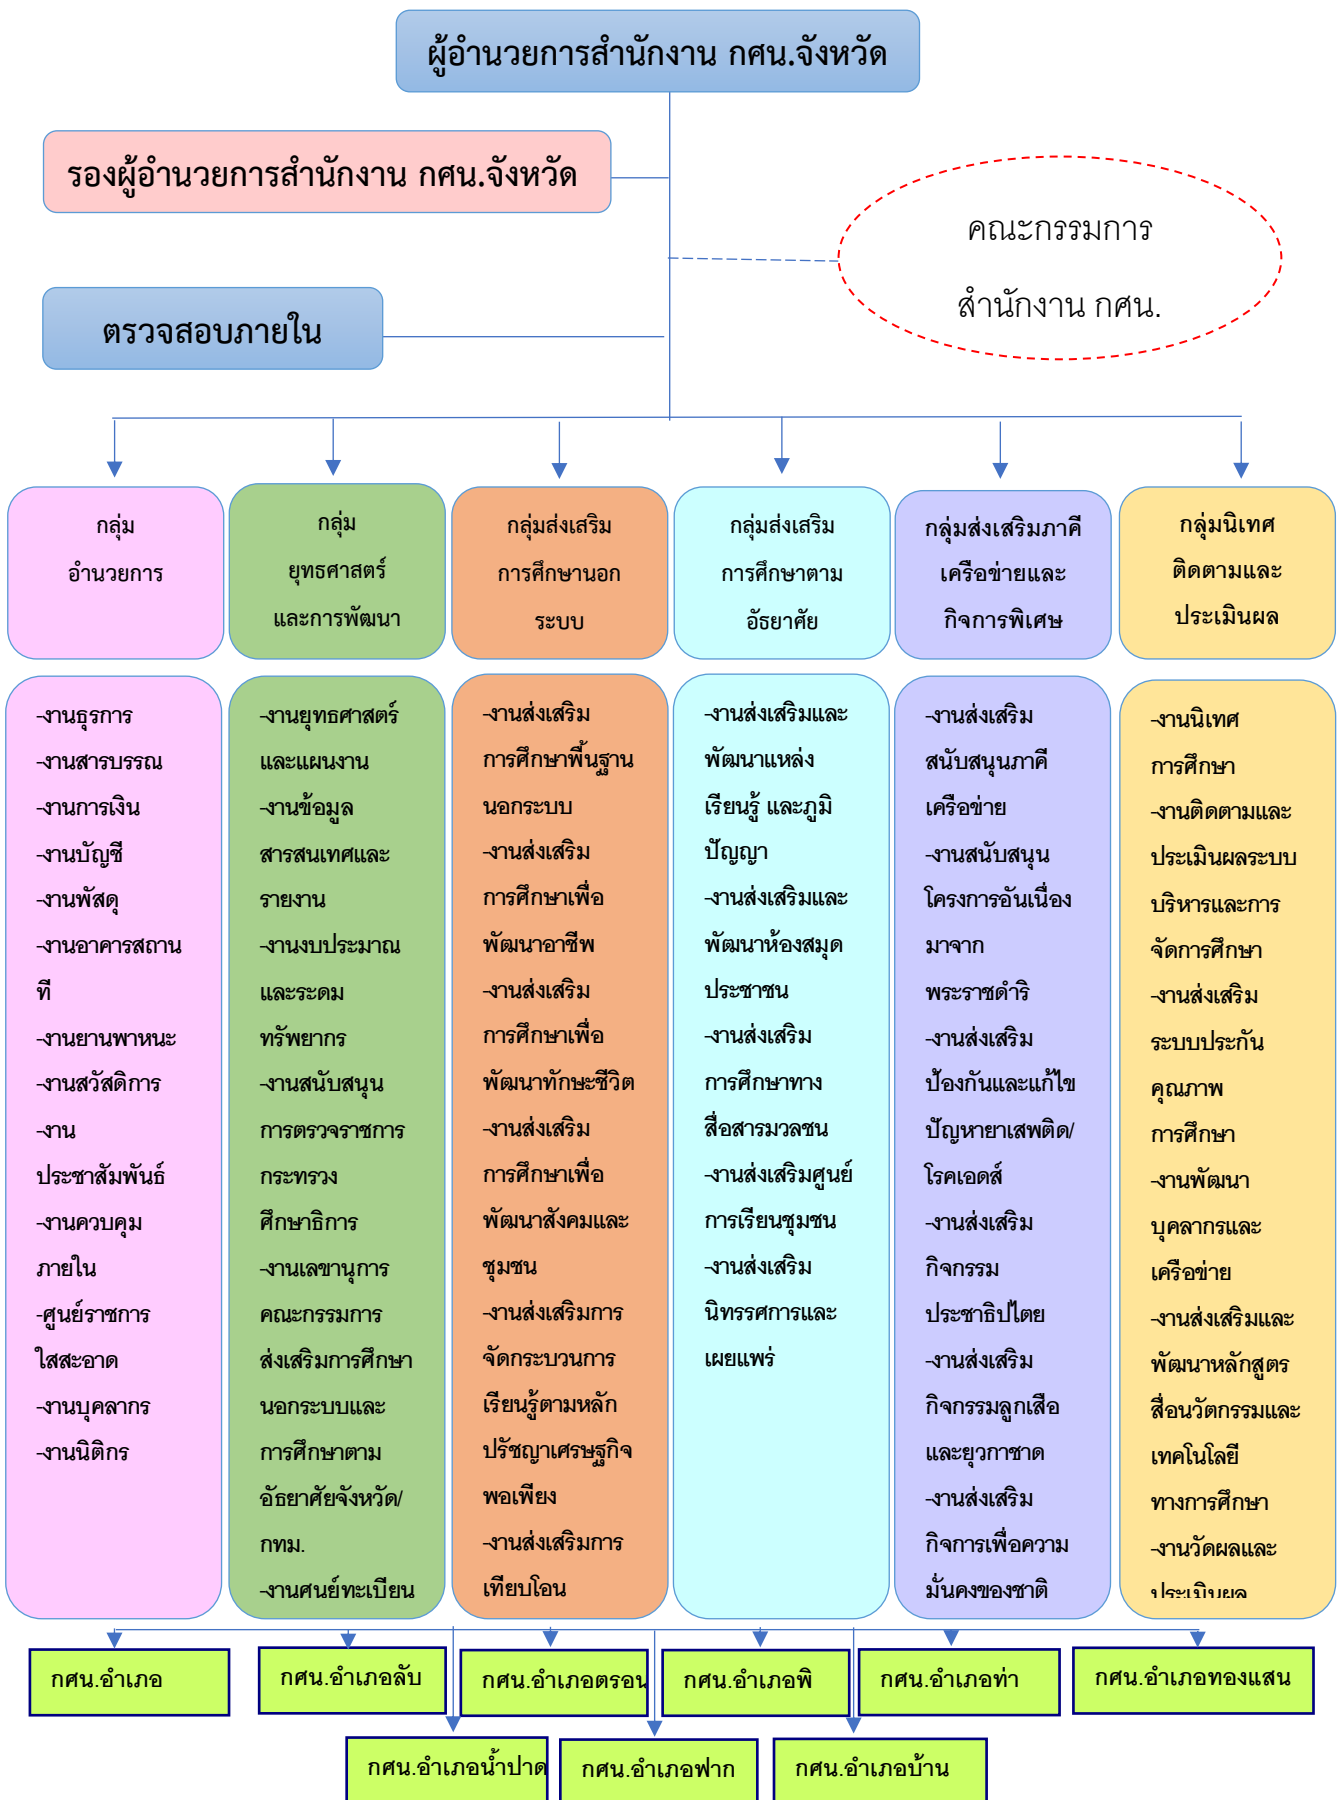 ผู้อำนวยการสำนักงาน กศน.จังหวัด
รองผู้อำนวยการสำนักงาน กศน.จังหวัด
คณะกรรมการ
สำนักงาน กศน.
ตรวจสอบภายใน
กลุ่ม
อำนวยการ
กลุ่ม
ยุทธศาสตร์
และการพัฒนา
กลุ่มส่งเสริม
การศึกษานอก
ระบบ
กลุ่มส่งเสริม
การศึกษาตาม
อัธยาศัย
กลุ่มส่งเสริมภาคี
เครือข่ายและ
กิจการพิเศษ
กลุ่มนิเทศ
ติดตามและ
ประเมินผล
-งานธุรการ
-งานสารบรรณ
-งานการเงิน
-งานบัญชี
-งานพัสดุ
-งานอาคารสถาน
ที่
-งานยานพาหนะ
-งานสวัสดิการ
-งาน
ประชาสัมพันธ์
-งานควบคุม
ภายใน
-ศูนย์ราชการ
ใสสะอาด
-งานบุคลากร
-งานนิติกร
-งานยุทธศาสตร์
และแผนงาน
-งานข้อมูล
สารสนเทศและ
รายงาน
-งานงบประมาณ
และระดม
ทรัพยากร
-งานสนับสนุน
การตรวจราชการ
กระทรวง
ศึกษาธิการ
-งานเลขานุการ
คณะกรรมการ
ส่งเสริมการศึกษา
นอกระบบและ
การศึกษาตาม
อัธยาศัยจังหวัด/
กทม.
-งานศูนย์ทะเบียน
-งานส่งเสริม
การศึกษาพื้นฐาน
นอกระบบ
-งานส่งเสริม
การศึกษาเพื่อ
พัฒนาอาชีพ
-งานส่งเสริม
การศึกษาเพื่อ
พัฒนาทักษะชีวิต
-งานส่งเสริม
การศึกษาเพื่อ
พัฒนาสังคมและ
ชุมชน
-งานส่งเสริมการ
จัดกระบวนการ
เรียนรู้ตามหลัก
ปรัชญาเศรษฐกิจ
พอเพียง
-งานส่งเสริมการ
เทียบโอน
-งานส่งเสริมและ
พัฒนาแหล่ง
เรียนรู้ และภูมิ
ปัญญา
-งานส่งเสริมและ
พัฒนาห้องสมุด
ประชาชน
-งานส่งเสริม
การศึกษาทาง
สื่อสารมวลชน
-งานส่งเสริมศูนย์
การเรียนชุมชน
-งานส่งเสริม
นิทรรศการและ
เผยแพร่
-งานส่งเสริม
สนับสนุนภาคี
เครือข่าย
-งานสนับสนุน
โครงการอันเนื่อง
มาจาก
พระราชดำริ
-งานส่งเสริม
ป้องกันและแก้ไข
ปัญหายาเสพติด/
โรคเอดส์
-งานส่งเสริม
กิจกรรม
ประชาธิปไตย
-งานส่งเสริม
กิจกรรมลูกเสือ
และยุวกาชาด
-งานส่งเสริม
กิจการเพื่อความ
มั่นคงของชาติ
-งานนิเทศ
การศึกษา
-งานติดตามและ
ประเมินผลระบบ
บริหารและการ
จัดการศึกษา
-งานส่งเสริม
ระบบประกัน
คุณภาพ
การศึกษา
-งานพัฒนา
บุคลากรและ
เครือข่าย
-งานส่งเสริมและ
พัฒนาหลักสูตร
สื่อนวัตกรรมและ
เทคโนโลยี
ทางการศึกษา
-งานวัดผลและ
ประเมินผล
กศน.อำเภอ
กศน.อำเภอลับ
กศน.อำเภอตรอน
กศน.อำเภอพิ
กศน.อำเภอท่า
กศน.อำเภอทองแสน
กศน.อำเภอน้ำปาด
กศน.อำเภอฟาก
กศน.อำเภอบ้าน